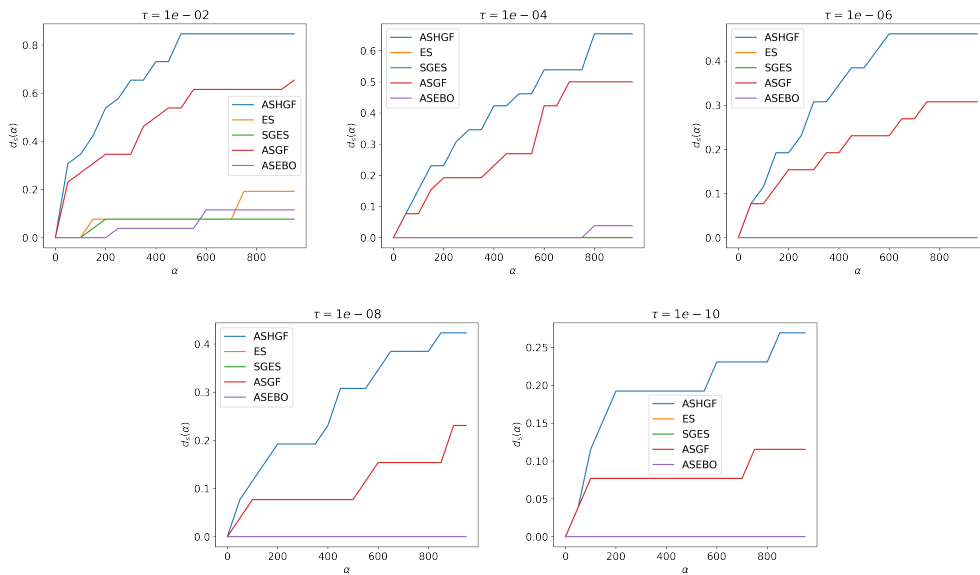 τ = 1e − 02
0.8
0.6
0.4
0.2
0.0
d_s(α)
0 200 400 600 800
α
ASHGF
ES
SGES
ASGF
ASEBO
τ = 1e − 04
0.6
0.5
0.4
0.3
0.2
0.1
0.0
d_s(α)
0 200 400 600 800
α
ASHGF
ES
SGES
ASGF
ASEBO
τ = 1e − 06
0.4
0.3
0.2
0.1
0.0
d_s(α)
0 200 400 600 800
α
ASHGF
ES
SGES
ASGF
ASEBO
τ = 1e − 08
0.4
0.3
0.2
0.1
0.0
d_s(α)
0 200 400 600 800
α
ASHGF
ES
SGES
ASGF
ASEBO
τ = 1e − 10
0.25
0.20
0.15
0.10
0.05
0.00
d_s(α)
0 200 400 600 800
α
ASHGF
ES
SGES
ASGF
ASEBO